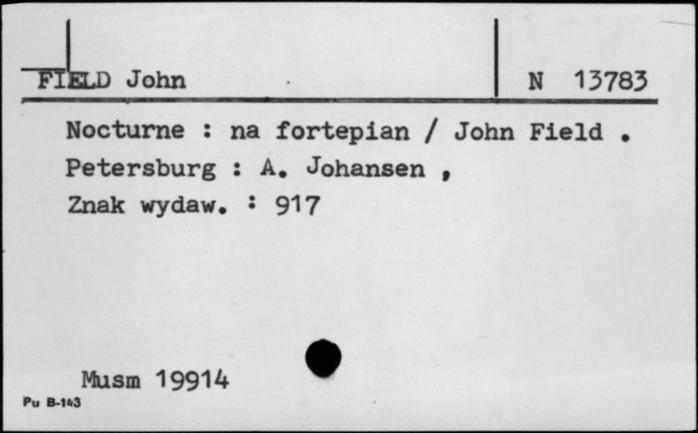 FIELD John N 13783
Nocturne : na fortepian / John Field .
Petersburg : A. Johansen ,
Znak wydaw. : 917
Musm 19914
Pu B-143